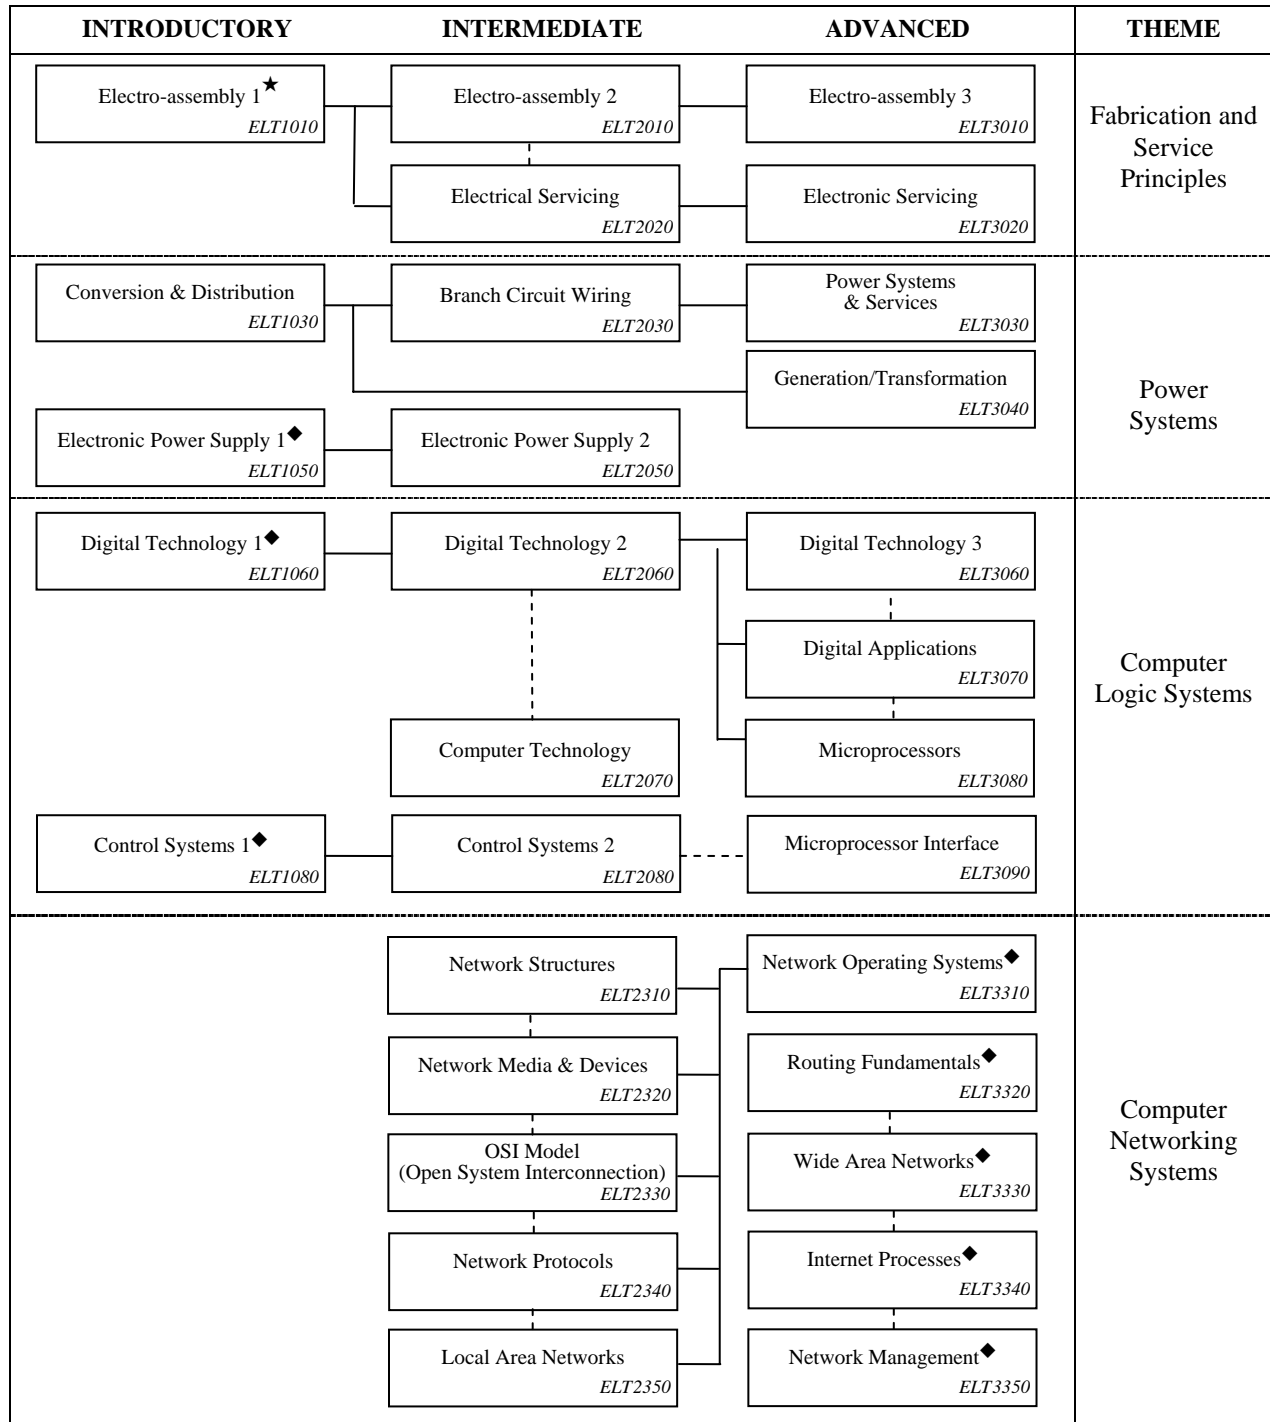 INTRODUCTORY INTERMEDIATE ADVANCED THEME
Electro-assembly 1★
ELT1010
Electro-assembly 2
ELT2010
Electro-assembly 3
ELT3010
Electrical Servicing
ELT2020
Electronic Servicing
ELT3020
Fabrication and
Service
Principles
Conversion & Distribution
ELT1030
Branch Circuit Wiring
ELT2030
Power Systems
& Services
ELT3030
Generation/Transformation
ELT3040
Electronic Power Supply 1◆
ELT1050
Electronic Power Supply 2
ELT2050
Power
Systems
Digital Technology 1◆
ELT1060
Digital Technology 2
ELT2060
Digital Technology 3
ELT3060
Digital Applications
ELT3070
Computer Technology
ELT2070
Microprocessors
ELT3080
Control Systems 1◆
ELT1080
Control Systems 2
ELT2080
Microprocessor Interface
ELT3090
Computer
Logic Systems
Network Structures
ELT2310
Network Operating Systems◆
ELT3310
Network Media & Devices
ELT2320
Routing Fundamentals◆
ELT3320
OSI Model
(Open System Interconnection)
ELT2330
Wide Area Networks◆
ELT3330
Network Protocols
ELT2340
Internet Processes◆
ELT3340
Local Area Networks
ELT2350
Network Management◆
ELT3350
Computer
Networking
Systems